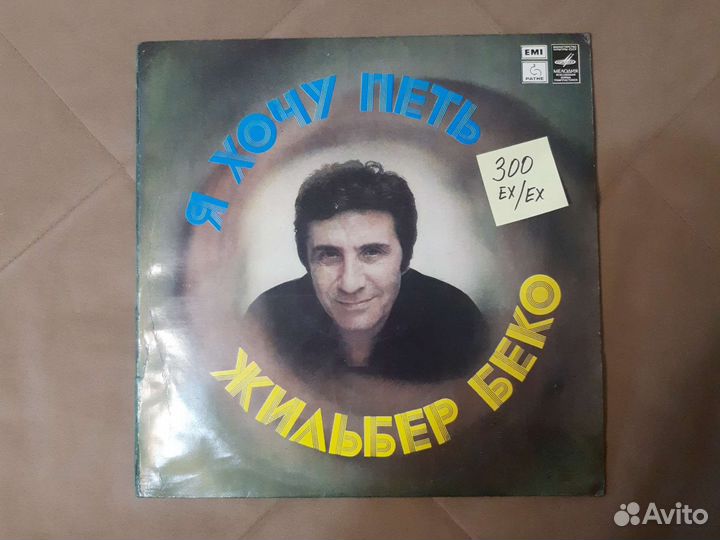 Я ХОЧУ ПЕТЬ
ЖИЛЬБЕР БЕКО
EMI
PATHE
МЕЛОДИЯ
300
EX/EX
Avito